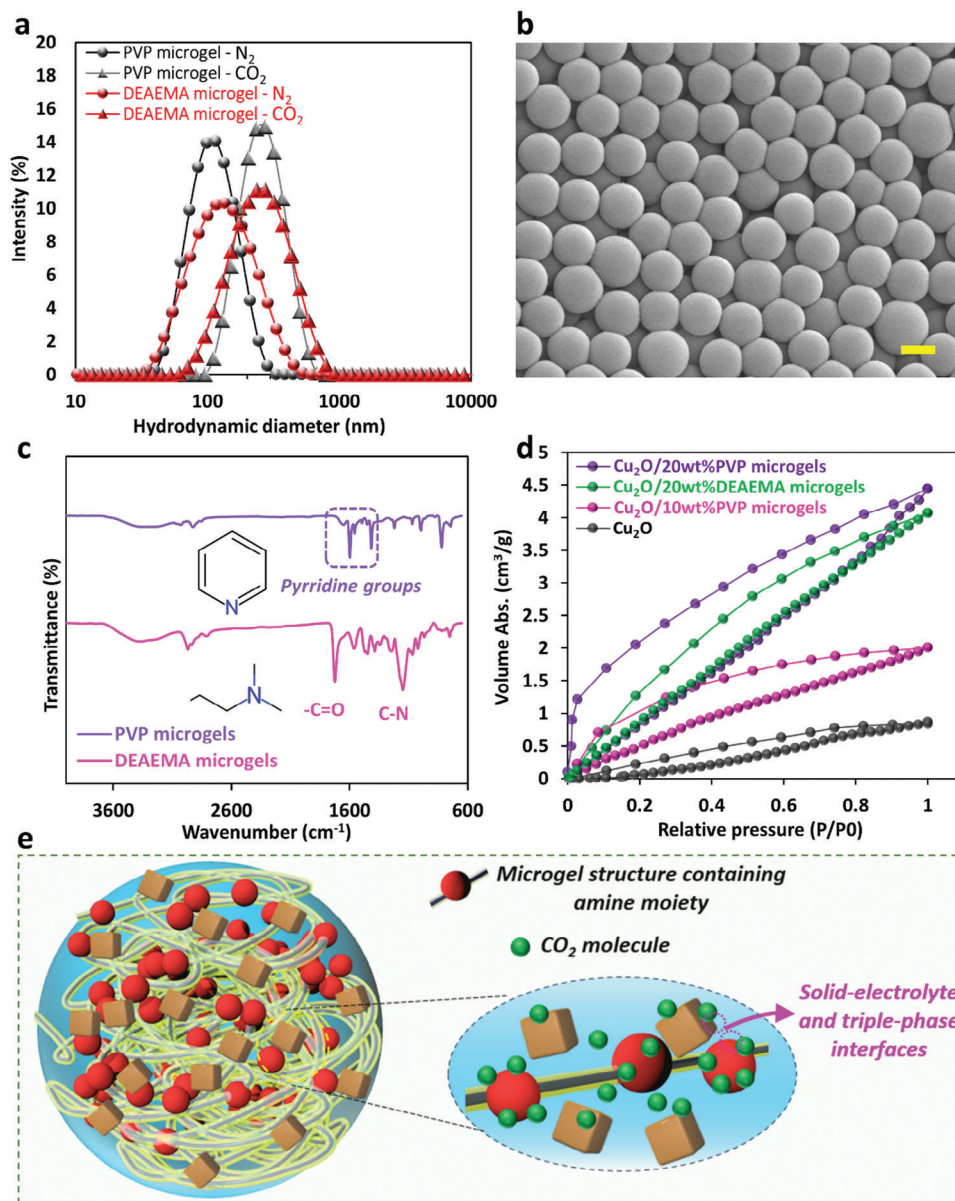 a
20
18
16
14
12
10
8
6
4
2
0
Intensity (%)
PVP microgel - N₂
PVP microgel - CO₂
DEAEMA microgel - N₂
DEAEMA microgel - CO₂
10
100
1000
10000
Hydrodynamic diameter (nm)
b
c
Transmittance (%)
N
Pyrridine groups
N
-C=O
C-N
PVP microgels
DEAEMA microgels
3600
2600
1600
600
Wavenumber (cm⁻¹)
d
5
4.5
4
3.5
3
2.5
2
1.5
1
0.5
0
Volume Abs. (cm³/g)
Cu₂O/20wt%PVP microgels
Cu₂O/20wt%DEAEMA microgels
Cu₂O/10wt%PVP microgels
Cu₂O
0
0.2
0.4
0.6
0.8
1
Relative pressure (P/P0)
e
Microgel structure containing
amine moiety
CO₂ molecule
Solid-electrolyte
and triple-phase
interfaces